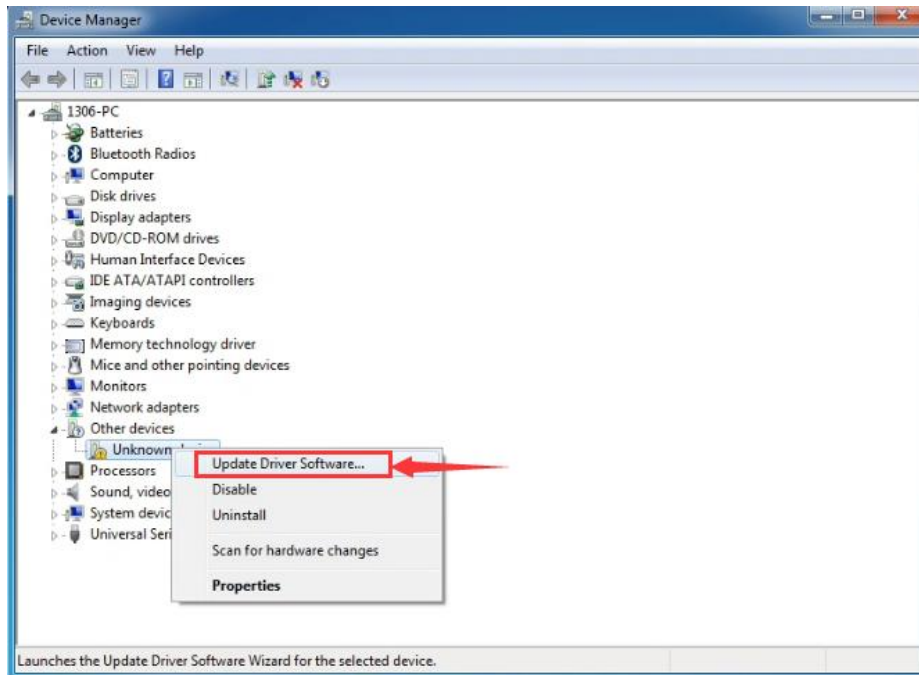 Device Manager
File Action View Help
1306-PC
Batteries
Bluetooth Radios
Computer
Disk drives
Display adapters
DVD/CD-ROM drives
Human Interface Devices
IDE ATA/ATAPI controllers
Imaging devices
Keyboards
Memory technology driver
Mice and other pointing devices
Monitors
Network adapters
Other devices
Unknown
Update Driver Software...
Processors
Disable
Sound, video
Uninstall
System devic
Universal Seri
Scan for hardware changes
Properties
Launches the Update Driver Software Wizard for the selected device.